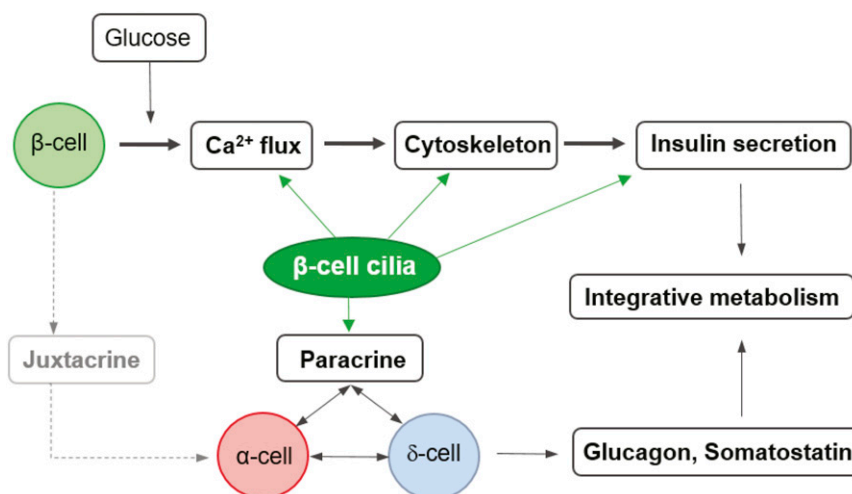 Glucose
β-cell
Ca²⁺ flux
Cytoskeleton
Insulin secretion
β-cell cilia
Integrative metabolism
Juxtacrine
Paracrine
α-cell
δ-cell
Glucagon, Somatostatin